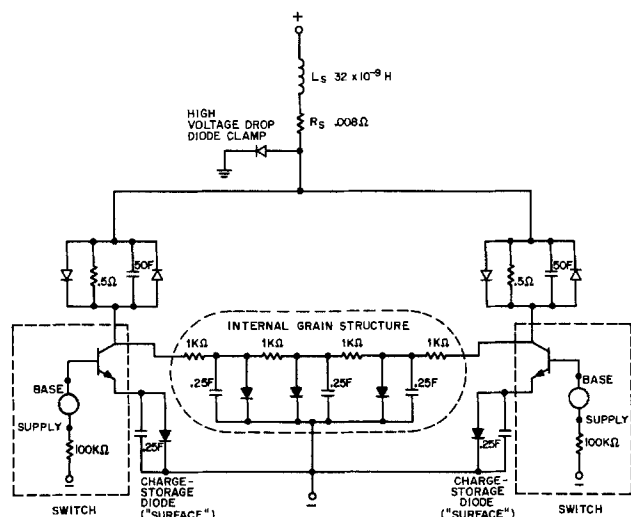 +
Ls 32 x 10⁻⁹ H
HIGH
VOLTAGE DROP
DIODE CLAMP
Rs .008Ω
.5Ω
50F
.5Ω
50F
INTERNAL GRAIN STRUCTURE
1KΩ
1KΩ
1KΩ
1KΩ
.25F
.25F
.25F
BASE
SUPPLY
100KΩ
.25F
BASE
SUPPLY
100KΩ
.25F
CHARGE-
STORAGE
DIODE
("SURFACE")
CHARGE-
STORAGE
DIODE
("SURFACE")
SWITCH
SWITCH